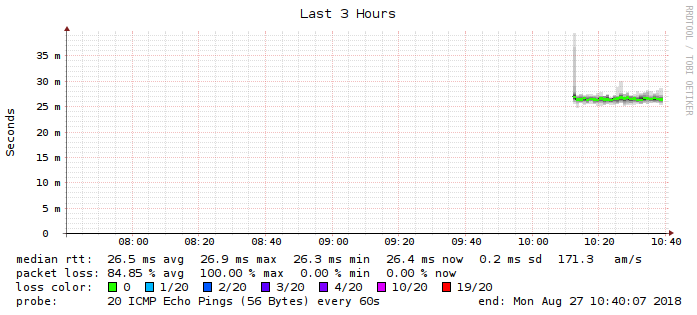 Last 3 Hours
RRDTOOL / TOBI OETIKER
Seconds
35 m
30 m
25 m
20 m
15 m
10 m
5 m
0
08:00 08:20 08:40 09:00 09:20 09:40 10:00 10:20 10:40
median rtt: 26.5 ms avg 26.9 ms max 26.3 ms min 26.4 ms now 0.2 ms sd 171.3 am/s
packet loss: 84.85 % avg 100.00 % max 0.00 % min 0.00 % now
loss color: 0 1/20 2/20 3/20 4/20 10/20 19/20
probe: 20 ICMP Echo Pings (56 Bytes) every 60s end: Mon Aug 27 10:40:07 2018